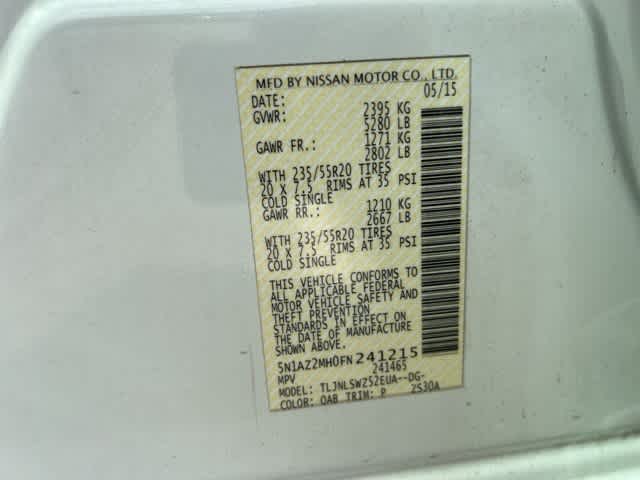 MFD BY NISSAN MOTOR CO., LTD.
DATE: 05/15
GVWR: 2395 KG
5280 LB
GAWR FR.: 1271 KG
2802 LB
WITH 235/55R20 TIRES
20 X 7.5 RIMS AT 35 PSI
COLD SINGLE
GAWR RR.: 1210 KG
2667 LB
WITH 235/55R20 TIRES
20 X 7.5 RIMS AT 35 PSI
COLD SINGLE
THIS VEHICLE CONFORMS TO
ALL APPLICABLE FEDERAL
MOTOR VEHICLE SAFETY AND
THEFT PREVENTION
STANDARDS IN EFFECT ON
THE DATE OF MANUFACTURE
SHOWN ABOVE.
5N1AZ2MH0FN241215
MPV 241465
MODEL: TLJNLSWZ52EUA--DG-
COLOR: QAB TRIM: P ZS30A